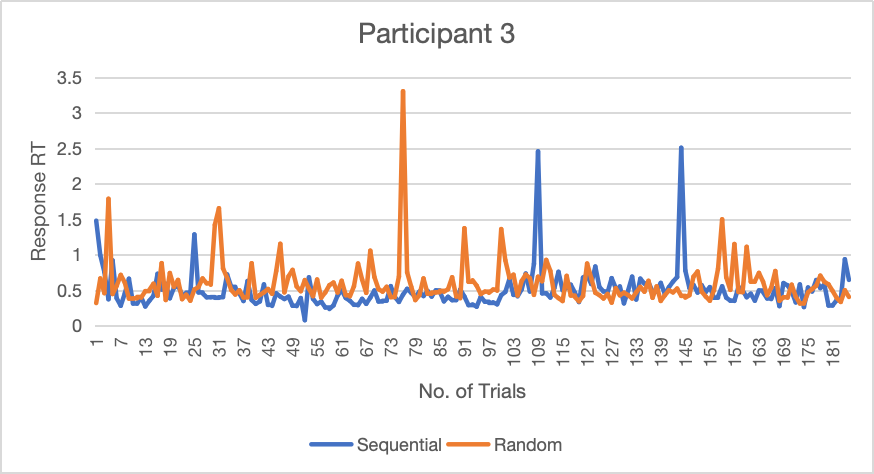 Participant 3
Response RT
3.5
3
2.5
2
1.5
1
0.5
0
1 7 13 19 25 31 37 43 49 55 61 67 73 79 85 91 97 103 109 115 121 127 133 139 145 151 157 163 169 175 181
No. of Trials
Sequential Random